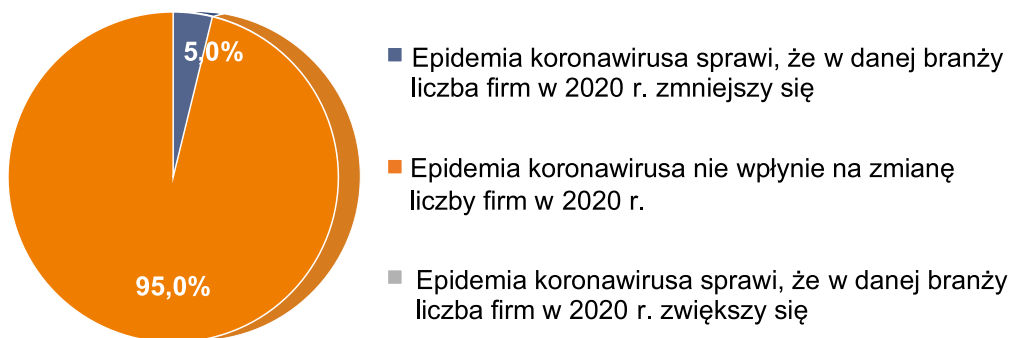 5,0%
95,0%
Epidemia koronawirusa sprawi, że w danej branży
liczba firm w 2020 r. zmniejszy się
Epidemia koronawirusa nie wpłynie na zmianę
liczby firm w 2020 r.
Epidemia koronawirusa sprawi, że w danej branży
liczba firm w 2020 r. zwiększy się